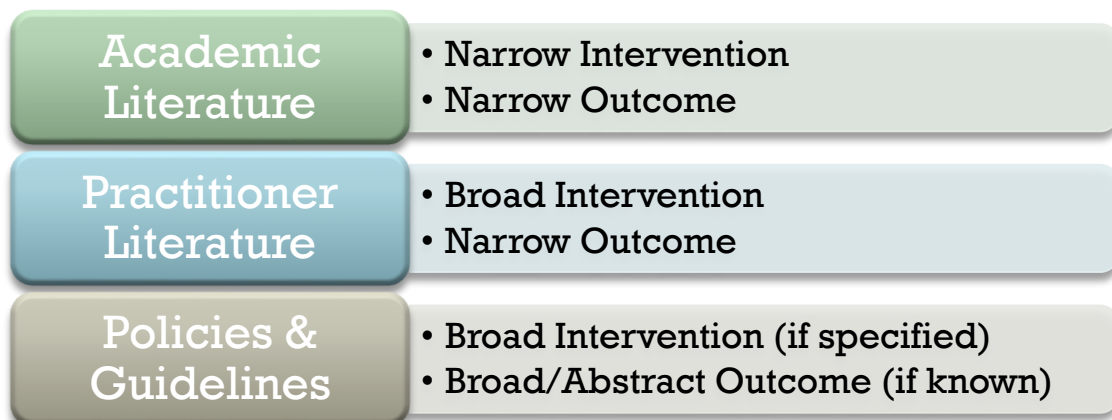 Academic
Literature
• Narrow Intervention
• Narrow Outcome
Practitioner
Literature
• Broad Intervention
• Narrow Outcome
Policies &
Guidelines
• Broad Intervention (if specified)
• Broad/Abstract Outcome (if known)